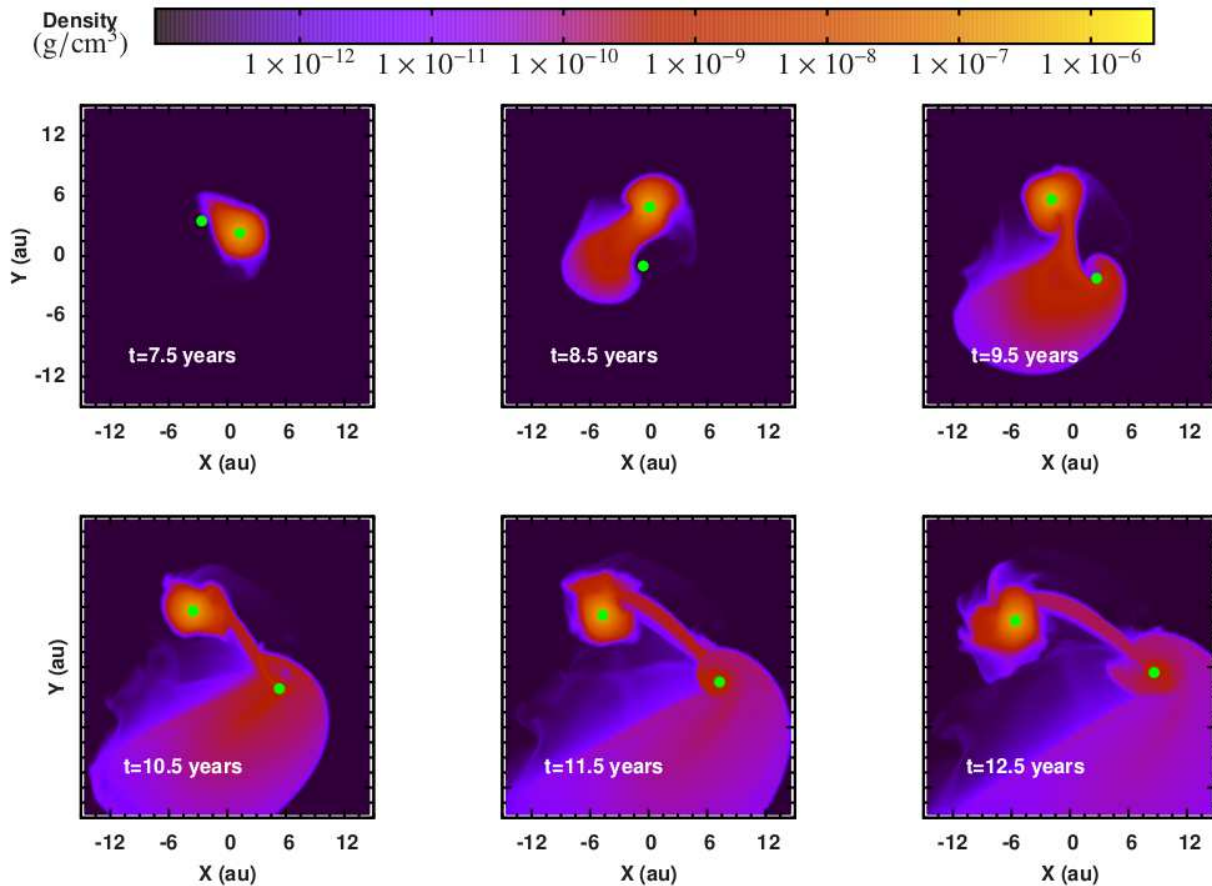 Density
(g/cm³)
1 × 10⁻¹² 1 × 10⁻¹¹ 1 × 10⁻¹⁰ 1 × 10⁻⁹ 1 × 10⁻⁸ 1 × 10⁻⁷ 1 × 10⁻⁶
12
6
0
-6
-12
Y (au)
t=7.5 years
-12 -6 0 6 12
X (au)
t=8.5 years
-12 -6 0 6 12
X (au)
t=9.5 years
-12 -6 0 6 12
X (au)
Y (au)
t=10.5 years
-12 -6 0 6 12
X (au)
t=11.5 years
-12 -6 0 6 12
X (au)
t=12.5 years
-12 -6 0 6 12
X (au)